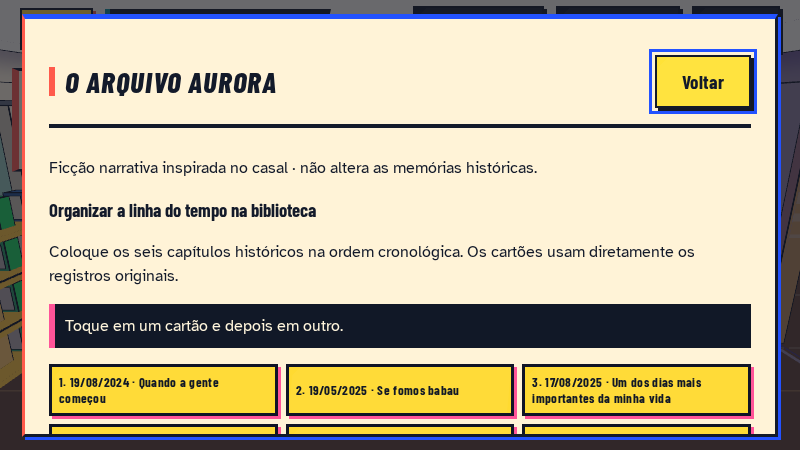 O ARQUIVO AURORA
Voltar
Ficção narrativa inspirada no casal · não altera as memórias históricas.
Organizar a linha do tempo na biblioteca
Coloque os seis capítulos históricos na ordem cronológica. Os cartões usam diretamente os
registros originais.
Toque em um cartão e depois em outro.
1. 19/08/2024 · Quando a gente
começou
2. 19/05/2025 · Se fomos babau
3. 17/08/2025 · Um dos dias mais
importantes da minha vida